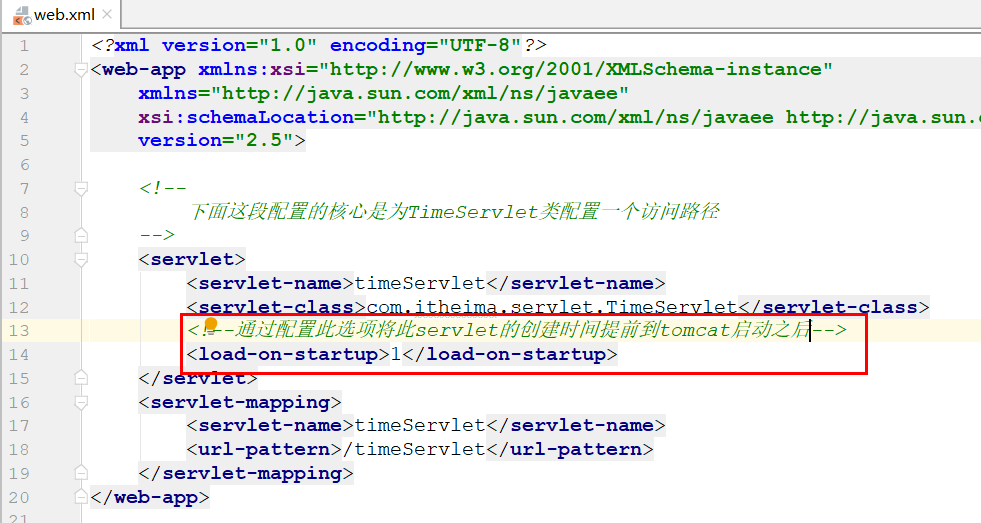 web.xml
1 <?xml version="1.0" encoding="UTF-8"?>
2 <web-app xmlns:xsi="http://www.w3.org/2001/XMLSchema-instance"
3 xmlns="http://java.sun.com/xml/ns/javaee"
4 xsi:schemaLocation="http://java.sun.com/xml/ns/javaee http://java.sun.
5 version="2.5">
6
7 <!--
8 下面这段配置的核心是为TimeServlet类配置一个访问路径
9 -->
10 <servlet>
11 <servlet-name>timeServlet</servlet-name>
12 <servlet-class>com.itheima.servlet.TimeServlet</servlet-class>
13 <!--通过配置此选项将此servlet的创建时间提前到tomcat启动之后-->
14 <load-on-startup>1</load-on-startup>
15 </servlet>
16 <servlet-mapping>
17 <servlet-name>timeServlet</servlet-name>
18 <url-pattern>/timeServlet</url-pattern>
19 </servlet-mapping>
20 </web-app>
21